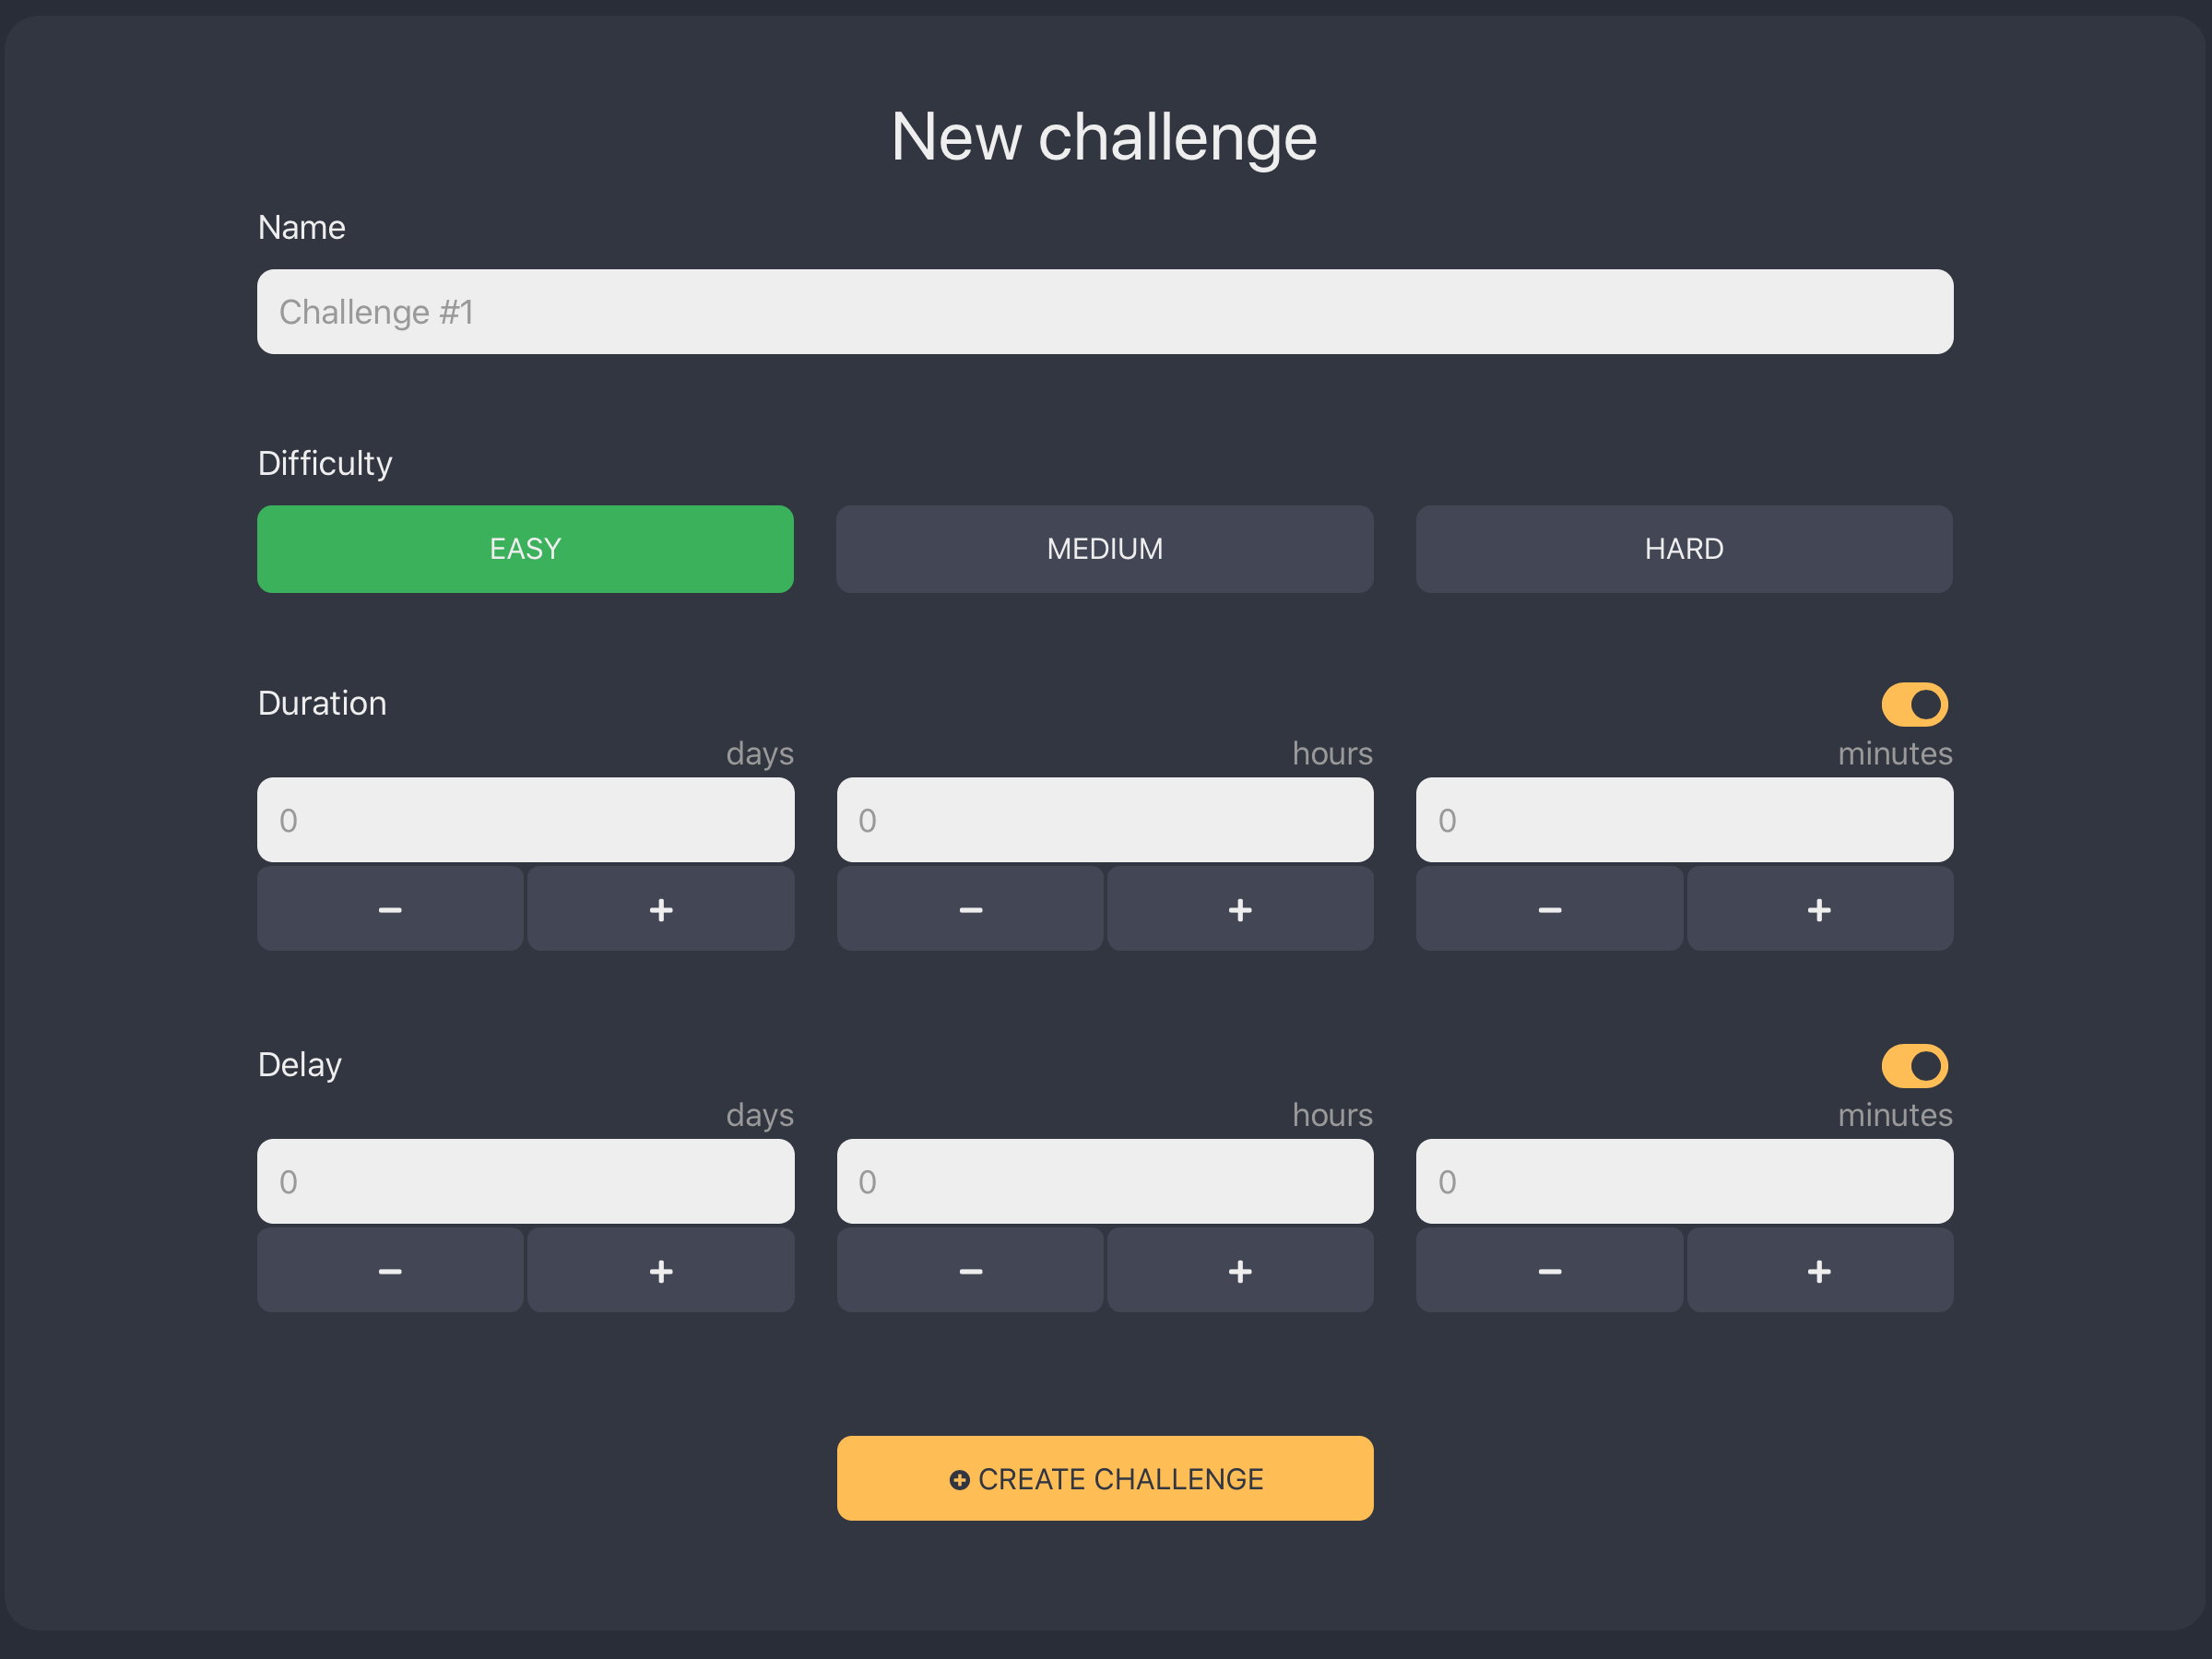 New challenge
Name
Challenge #1
Difficulty
EASY MEDIUM HARD
Duration
days hours minutes
0 0 0
− + − + − +
Delay
days hours minutes
0 0 0
− + − + − +
CREATE CHALLENGE